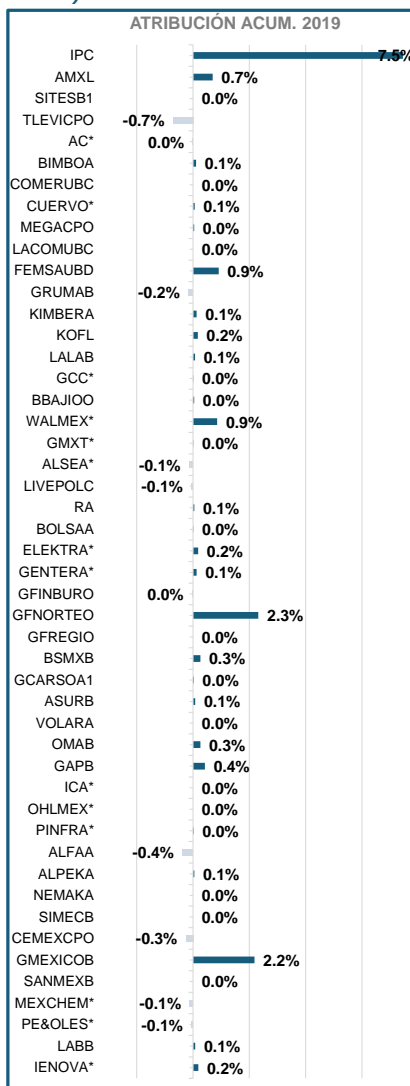 ATRIBUCIÓN ACUM. 2019
IPC 7.5%
AMXL 0.7%
SITESB1 0.0%
TLEVICPO -0.7%
AC* 0.0%
BIMBOA 0.1%
COMERUBC 0.0%
CUERVO* 0.1%
MEGACPO 0.0%
LACOMUBC 0.0%
FEMSAUBD 0.9%
GRUMAB -0.2%
KIMBERA 0.1%
KOFL 0.2%
LALAB 0.1%
GCC* 0.0%
BBAJIOO 0.0%
WALMEX* 0.9%
GMXT* 0.0%
ALSEA* -0.1%
LIVEPOLC -0.1%
RA 0.1%
BOLSAA 0.0%
ELEKTRA* 0.2%
GENTERA* 0.1%
GFINBURO 0.0%
GFNORTEO 2.3%
GFREGIO 0.0%
BSMXB 0.3%
GCARSOA1 0.0%
ASURB 0.1%
VOLARA 0.0%
OMAB 0.3%
GAPB 0.4%
ICA* 0.0%
OHLMEX* 0.0%
PINFRA* 0.0%
ALFAA -0.4%
ALPEKA 0.1%
NEMAKA 0.0%
SIMECB 0.0%
CEMEXCPO -0.3%
GMEXICOB 2.2%
SANMEXB 0.0%
MEXCHEM* -0.1%
PE&OLES* -0.1%
LABB 0.1%
IENOVA* 0.2%